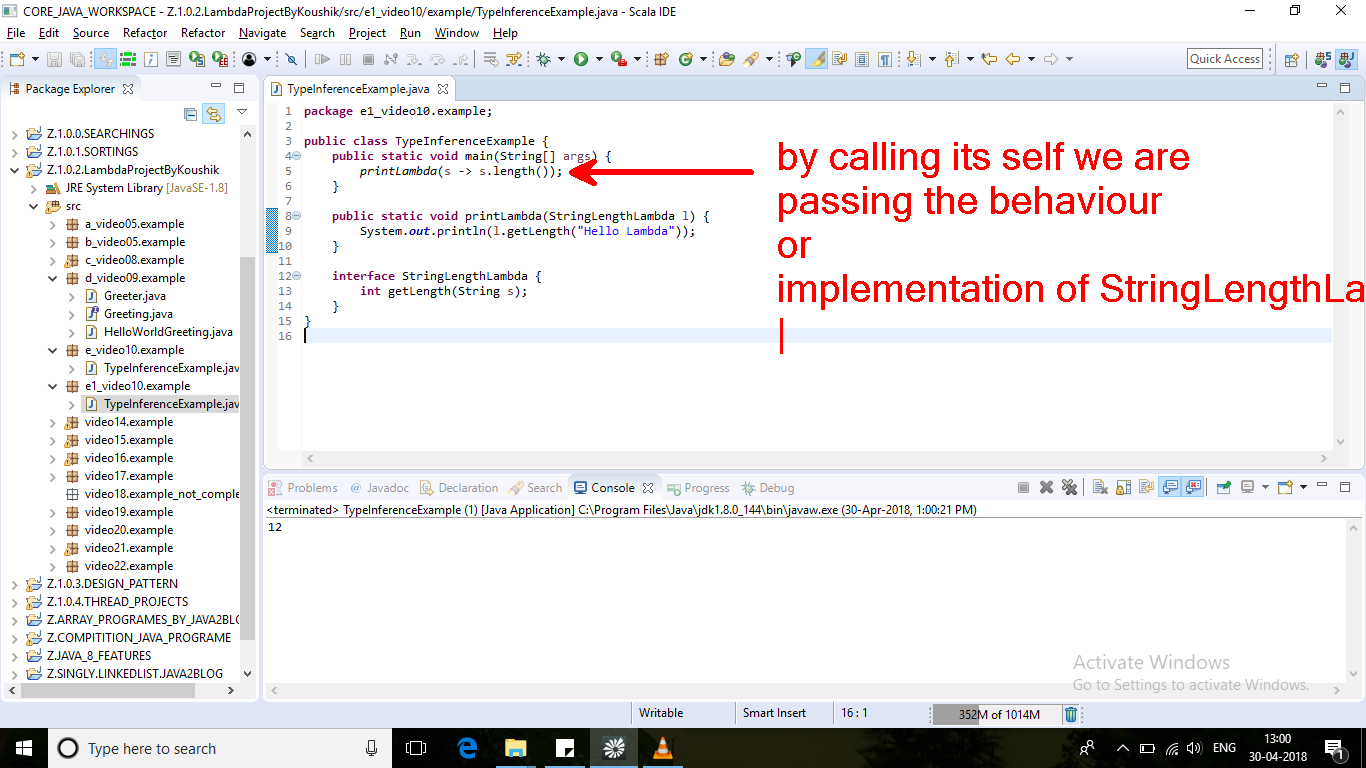 CORE_JAVA_WORKSPACE - Z.1.0.2.LambdaProjectByKoushik/src/e1_video10/example/TypeInferenceExample.java - Scala IDE
File Edit Source Refactor Refactor Navigate Search Project Run Window Help
Quick Access
Package Explorer
Z.1.0.0.SEARCHINGS
Z.1.0.1.SORTINGS
Z.1.0.2.LambdaProjectByKoushik
JRE System Library [JavaSE-1.8]
src
a_video05.example
b_video05.example
c_video08.example
d_video09.example
Greeter.java
Greeting.java
HelloWorldGreeting.java
e_video10.example
TypeInferenceExample.jav
e1_video10.example
TypeInferenceExample.jav
video14.example
video15.example
video16.example
video17.example
video18.example_not_comple
video19.example
video20.example
video21.example
video22.example
Z.1.0.3.DESIGN_PATTERN
Z.1.0.4.THREAD_PROJECTS
Z.ARRAY_PROGRAMES_BY_JAVA2BLO
Z.COMPITITION_JAVA_PROGRAME
Z.JAVA_8_FEATURES
Z.SINGLY.LINKEDLIST.JAVA2BLOG
TypeInferenceExample.java
1 package e1_video10.example;
2
3 public class TypeInferenceExample {
4 public static void main(String[] args) {
5 printLambda(s -> s.length());
6 }
7
8 public static void printLambda(StringLengthLambda l) {
9 System.out.println(l.getLength("Hello Lambda"));
10 }
11
12 interface StringLengthLambda {
13 int getLength(String s);
14 }
15 }
16
by calling its self we are
passing the behaviour
or
implementation of StringLengthLa
Problems @ Javadoc Declaration Search Console Progress Debug
<terminated> TypeInferenceExample (1) [Java Application] C:\Program Files\Java\jdk1.8.0_144\bin\javaw.exe (30-Apr-2018, 1:00:21 PM)
12
Activate Windows
Go to Settings to activate Windows.
Writable Smart Insert 16 : 1 352M of 1014M
Type here to search
ENG
13:00
30-04-2018
1